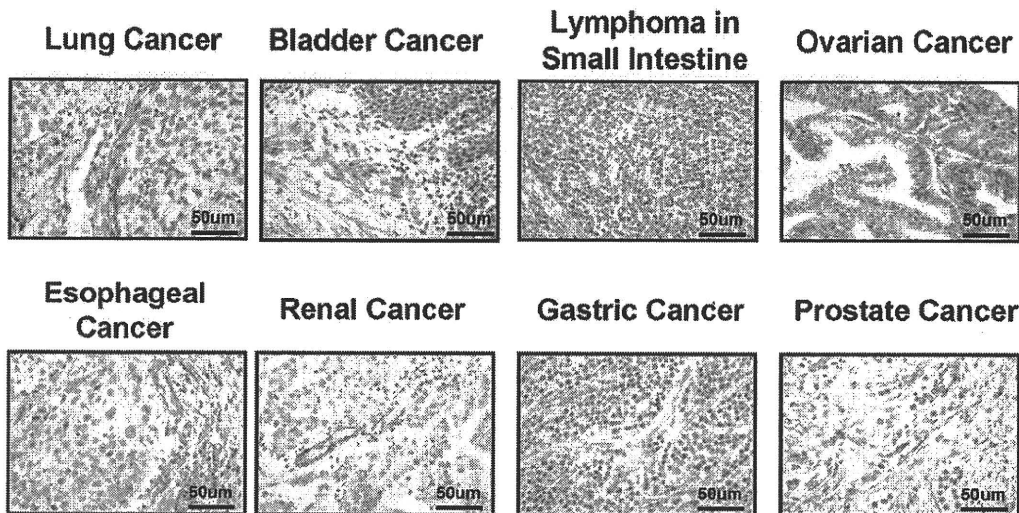 Lung Cancer
Bladder Cancer
Lymphoma in
Small Intestine
Ovarian Cancer
50um
50um
50um
50um
Esophageal
Cancer
Renal Cancer
Gastric Cancer
Prostate Cancer
50um
50um
50um
50um